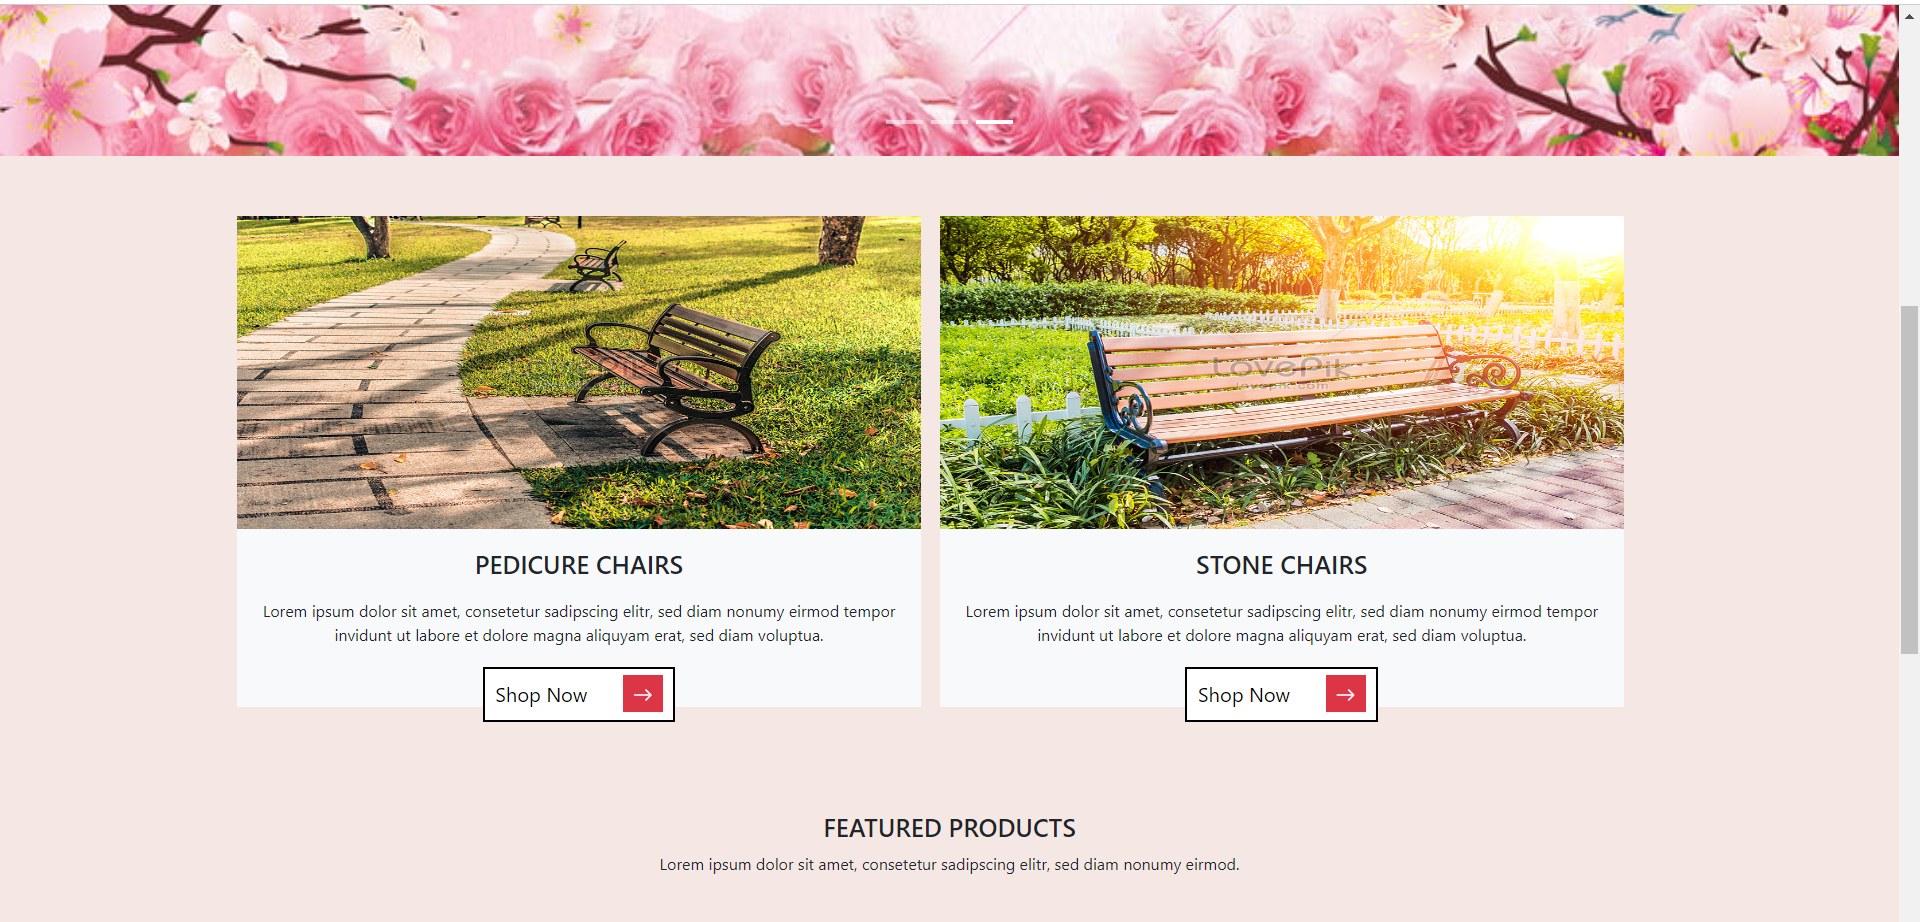 LovePik
lovepik.com
PEDICURE CHAIRS
Lorem ipsum dolor sit amet, consetetur sadipscing elitr, sed diam nonumy eirmod tempor
invidunt ut labore et dolore magna aliquyam erat, sed diam voluptua.
Shop Now
STONE CHAIRS
Lorem ipsum dolor sit amet, consetetur sadipscing elitr, sed diam nonumy eirmod tempor
invidunt ut labore et dolore magna aliquyam erat, sed diam voluptua.
Shop Now
FEATURED PRODUCTS
Lorem ipsum dolor sit amet, consetetur sadipscing elitr, sed diam nonumy eirmod.